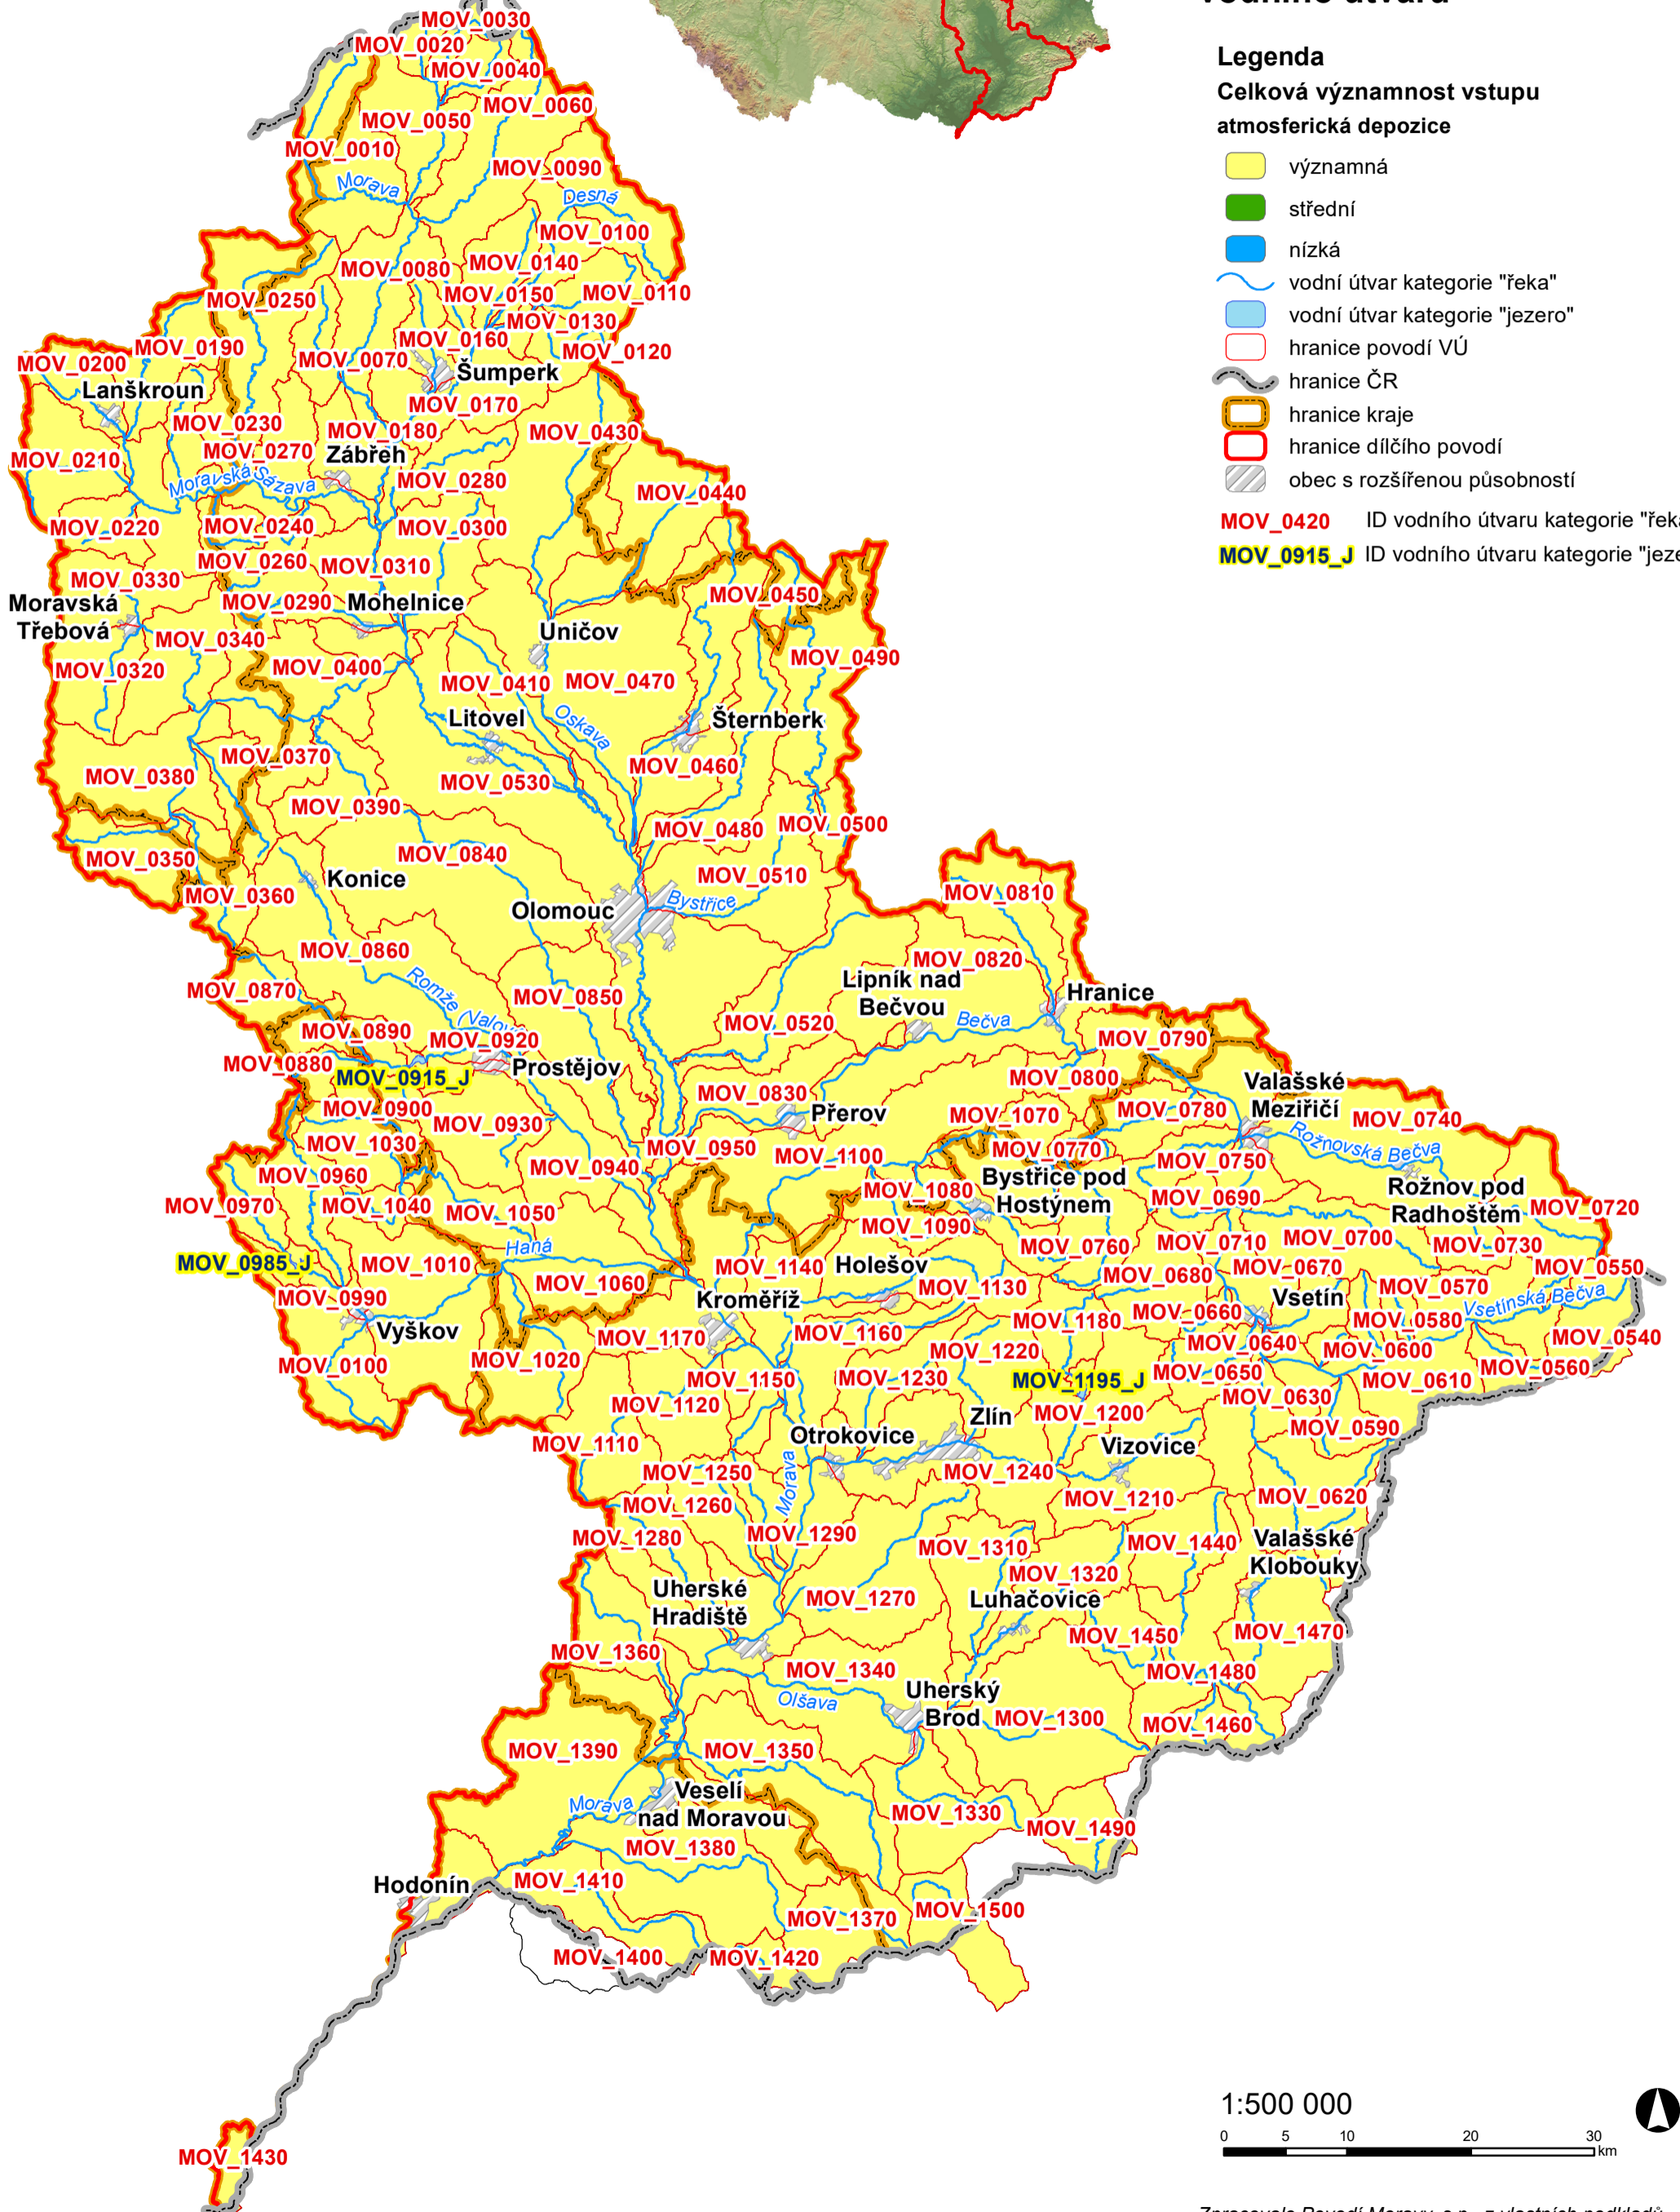 Legenda
Celková významnost vstupu
atmosferická depozice
významná
střední
nízká
vodní útvar kategorie "řeka"
vodní útvar kategorie "jezero"
hranice povodí VÚ
hranice ČR
hranice kraje
hranice dílčího povodí
obec s rozšířenou působností
MOV_0420 ID vodního útvaru kategorie
MOV_0915_J ID vodního útvaru kategorie
MOV_0030
MOV_0020
MOV_0040
MOV_0060
MOV_0050
MOV_0010
MOV_0090
Morava
Desná
MOV_0100
MOV_0140
MOV_0080
MOV_0110
MOV_0150
MOV_0250
MOV_0130
MOV_0160
MOV_0190
MOV_0120
MOV_0070
MOV_0200
Šumperk
Lanškroun
MOV_0170
MOV_0230
MOV_0180
MOV_0430
MOV_0270
Zábřeh
MOV_0210
Moravská Sázava
MOV_0280
MOV_0440
MOV_0220
MOV_0240
MOV_0300
MOV_0260
MOV_0310
MOV_0330
MOV_0450
Moravská
Třebová
MOV_0290
Mohelnice
MOV_0340
Uničov
MOV_0490
MOV_0320
MOV_0400
MOV_0410
MOV_0470
Litovel
Oskava
Šternberk
MOV_0370
MOV_0460
MOV_0380
MOV_0530
MOV_0390
MOV_0480
MOV_0500
MOV_0350
MOV_0840
Konice
MOV_0510
MOV_0360
Olomouc
Bystřice
MOV_0810
MOV_0860
MOV_0820
Lipník nad
Bečvou
MOV_0870
Romže
MOV_0850
Hranice
MOV_0520
Bečva
MOV_0890
MOV_0920
MOV_0790
MOV_0880
Prostějov
MOV_0915_J
MOV_0800
Valašské
Meziříčí
MOV_0830
MOV_0900
Přerov
MOV_0780
MOV_0740
MOV_0930
MOV_1070
MOV_1030
Rožnovská Bečva
MOV_0950
MOV_1100
MOV_0770
MOV_0750
MOV_0940
MOV_0960
Bystřice pod
Hostýnem
MOV_1080
Rožnov pod
Radhoštěm
MOV_0970
MOV_1040
MOV_1050
MOV_0690
MOV_0720
MOV_1090
MOV_0760
MOV_0710
MOV_0700
MOV_0730
Haná
MOV_0985_J
MOV_1010
MOV_1140
Holešov
MOV_0680
MOV_0670
MOV_0550
MOV_1060
MOV_1130
MOV_0570
MOV_0990
Kroměříž
Vsetín
Vsetínská Bečva
MOV_1180
MOV_0660
MOV_0580
Vyškov
MOV_1170
MOV_1160
MOV_0640
MOV_0540
MOV_1220
MOV_0600
MOV_0100
MOV_1020
MOV_0650
MOV_0560
MOV_1150
MOV_1230
MOV_1195_J
MOV_0610
MOV_0630
MOV_1120
MOV_1200
Zlín
MOV_0590
MOV_1110
Otrokovice
Vizovice
MOV_1250
Morava
MOV_1240
MOV_1260
MOV_1210
MOV_0620
MOV_1280
MOV_1290
MOV_1310
MOV_1440
Valašské
Klobouky
MOV_1320
Uherské
Hradiště
MOV_1270
Luhačovice
MOV_1450
MOV_1470
MOV_1360
MOV_1340
MOV_1480
Olšava
Uherský
Brod
MOV_1300
MOV_1460
MOV_1390
MOV_1350
Veselí
nad Moravou
Morava
MOV_1330
MOV_1490
MOV_1380
Hodonín
MOV_1410
MOV_1370
MOV_1500
MOV_1400
MOV_1420
MOV_1430
1:500 000
0 5 10 20 30
km